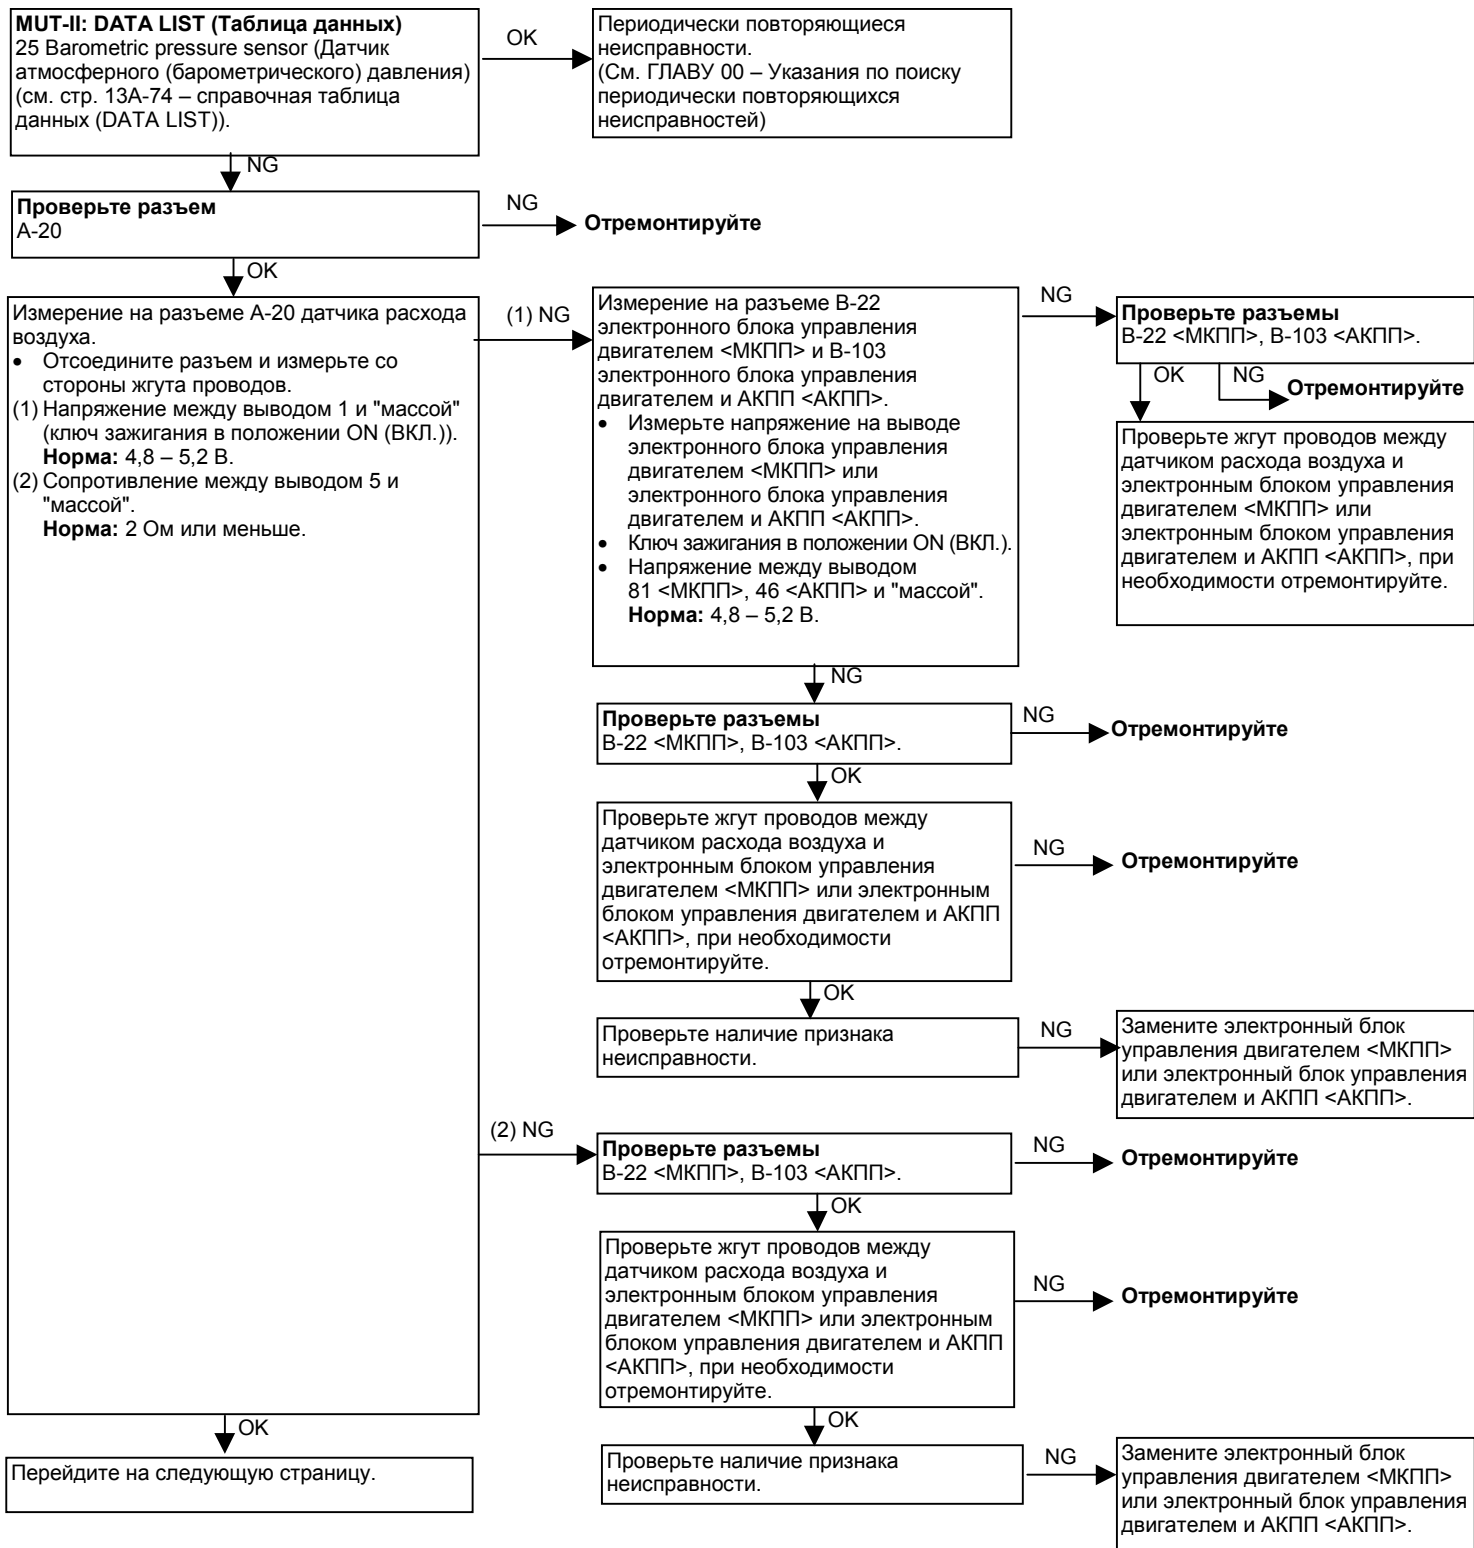 MUT-II: DATA LIST (Таблица данных)
25 Barometric pressure sensor (Датчик
атмосферного (барометрического) давления)
(см. стр. 13A-74 – справочная таблица
данных (DATA LIST)).
OK
Периодически повторяющиеся
неисправности.
(См. ГЛАВУ 00 – Указания по поиску
периодически повторяющихся
неисправностей)
NG
Проверьте разъем
A-20
NG
Отремонтируйте
OK
Измерение на разъеме A-20 датчика расхода
воздуха.
• Отсоедините разъем и измерьте со
стороны жгута проводов.
(1) Напряжение между выводом 1 и "массой"
(ключ зажигания в положении ON (ВКЛ.)).
Норма: 4,8 – 5,2 В.
(2) Сопротивление между выводом 5 и
"массой".
Норма: 2 Ом или меньше.
(1) NG
Измерение на разъеме B-22
электронного блока управления
двигателем <МКПП> и B-103
электронного блока управления
двигателем и АКПП <АКПП>.
• Измерьте напряжение на выводе
электронного блока управления
двигателем <МКПП> или
электронного блока управления
двигателем и АКПП <АКПП>.
• Ключ зажигания в положении ON (ВКЛ.).
• Напряжение между выводом
81 <МКПП>, 46 <АКПП> и "массой".
Норма: 4,8 – 5,2 В.
NG
Проверьте разъемы
B-22 <МКПП>, B-103 <АКПП>.
OK
NG
Отремонтируйте
Проверьте жгут проводов между
датчиком расхода воздуха и
электронным блоком управления
двигателем <МКПП> или
электронным блоком управления
двигателем и АКПП <АКПП>, при
необходимости отремонтируйте.
NG
Проверьте разъемы
B-22 <МКПП>, B-103 <АКПП>.
NG
Отремонтируйте
OK
Проверьте жгут проводов между
датчиком расхода воздуха и
электронным блоком управления
двигателем <МКПП> или электронным
блоком управления двигателем и АКПП
<АКПП>, при необходимости
отремонтируйте.
NG
Отремонтируйте
OK
Проверьте наличие признака
неисправности.
NG
Замените электронный блок
управления двигателем <МКПП>
или электронный блок управления
двигателем и АКПП <АКПП>.
(2) NG
Проверьте разъемы
B-22 <МКПП>, B-103 <АКПП>.
NG
Отремонтируйте
OK
Проверьте жгут проводов между
датчиком расхода воздуха и
электронным блоком управления
двигателем <МКПП> или электронным
блоком управления двигателем и АКПП
<АКПП>, при необходимости
отремонтируйте.
NG
Отремонтируйте
OK
OK
Перейдите на следующую страницу.
Проверьте наличие признака
неисправности.
NG
Замените электронный блок
управления двигателем <МКПП>
или электронный блок управления
двигателем и АКПП <АКПП>.